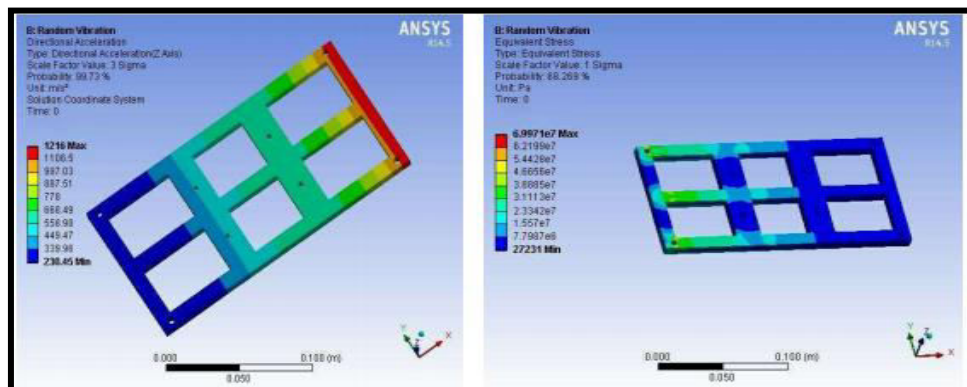 B: Random Vibration
Directional Acceleration
Type: Directional Acceleration(Z Axis)
Scale Factor Value: 3 Sigma
Probability: 99.73 %
Unit: m/s²
Solution Coordinate System
Time: 0
ANSYS
R14.5
1216 Max
1106.5
997.03
887.51
778
668.49
558.98
449.47
339.96
230.45 Min
0.000
0.100 (m)
0.050
Y
Z
X
B: Random Vibration
Equivalent Stress
Type: Equivalent Stress
Scale Factor Value: 1 Sigma
Probability: 68.269 %
Unit: Pa
Time: 0
ANSYS
R14.5
6.9971e7 Max
6.2199e7
5.4428e7
4.6656e7
3.8885e7
3.1113e7
2.3342e7
1.557e7
7.7987e6
27231 Min
0.000
0.100 (m)
0.050
Y
Z
X